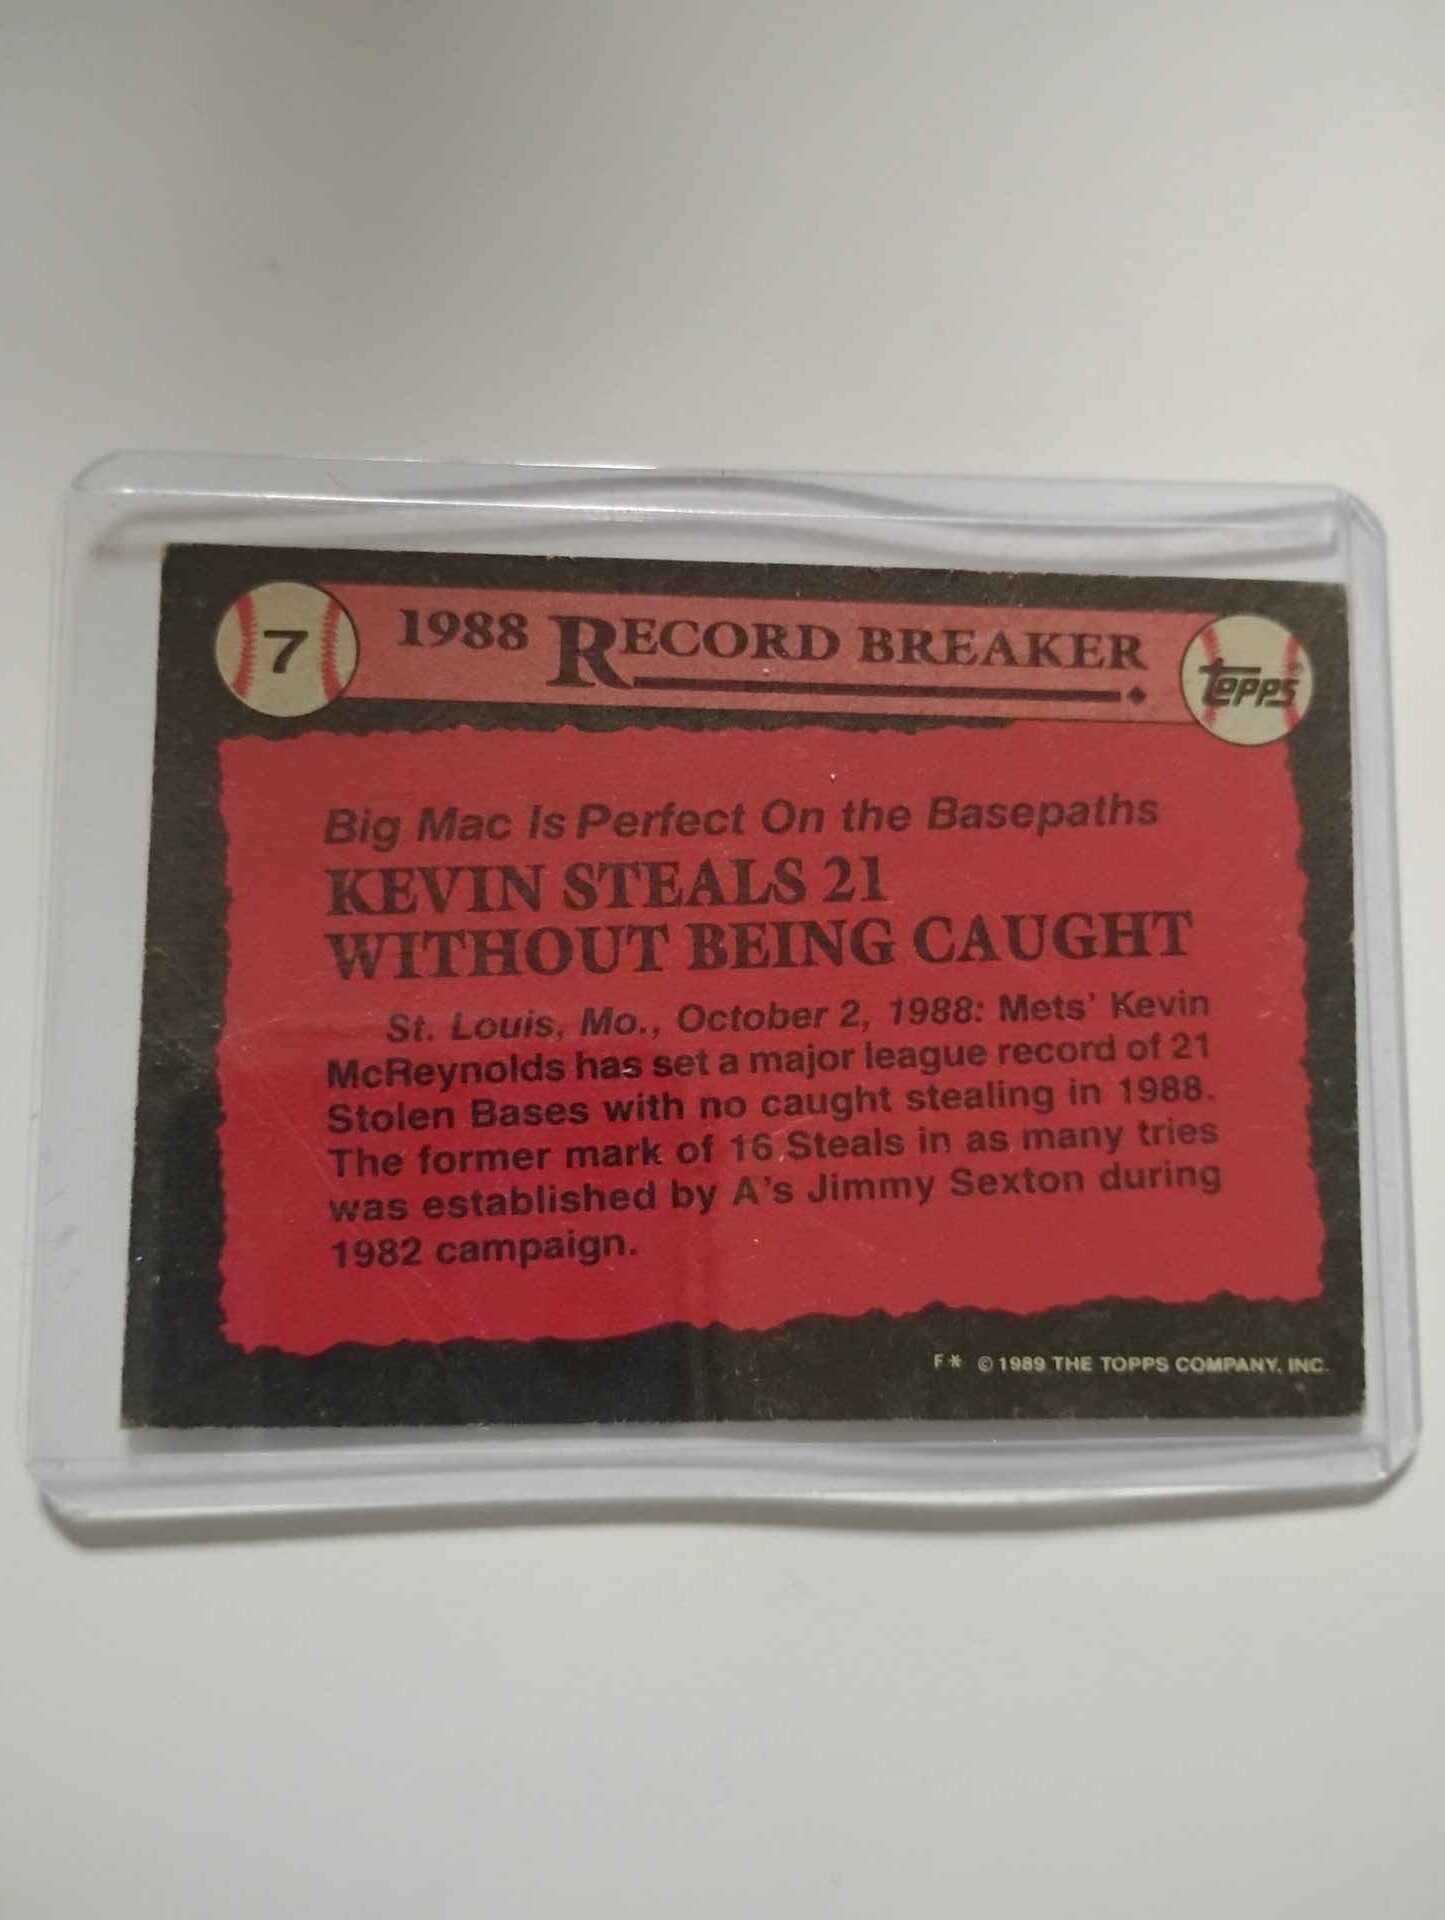 7
1988 RECORD BREAKER
TOPPS®
Big Mac Is Perfect On the Basepaths
KEVIN STEALS 21
WITHOUT BEING CAUGHT
St. Louis, Mo., October 2, 1988: Mets' Kevin
McReynolds has set a major league record of 21
Stolen Bases with no caught stealing in 1988.
The former mark of 16 Steals in as many tries
was established by A's Jimmy Sexton during
1982 campaign.
F* © 1989 THE TOPPS COMPANY, INC.